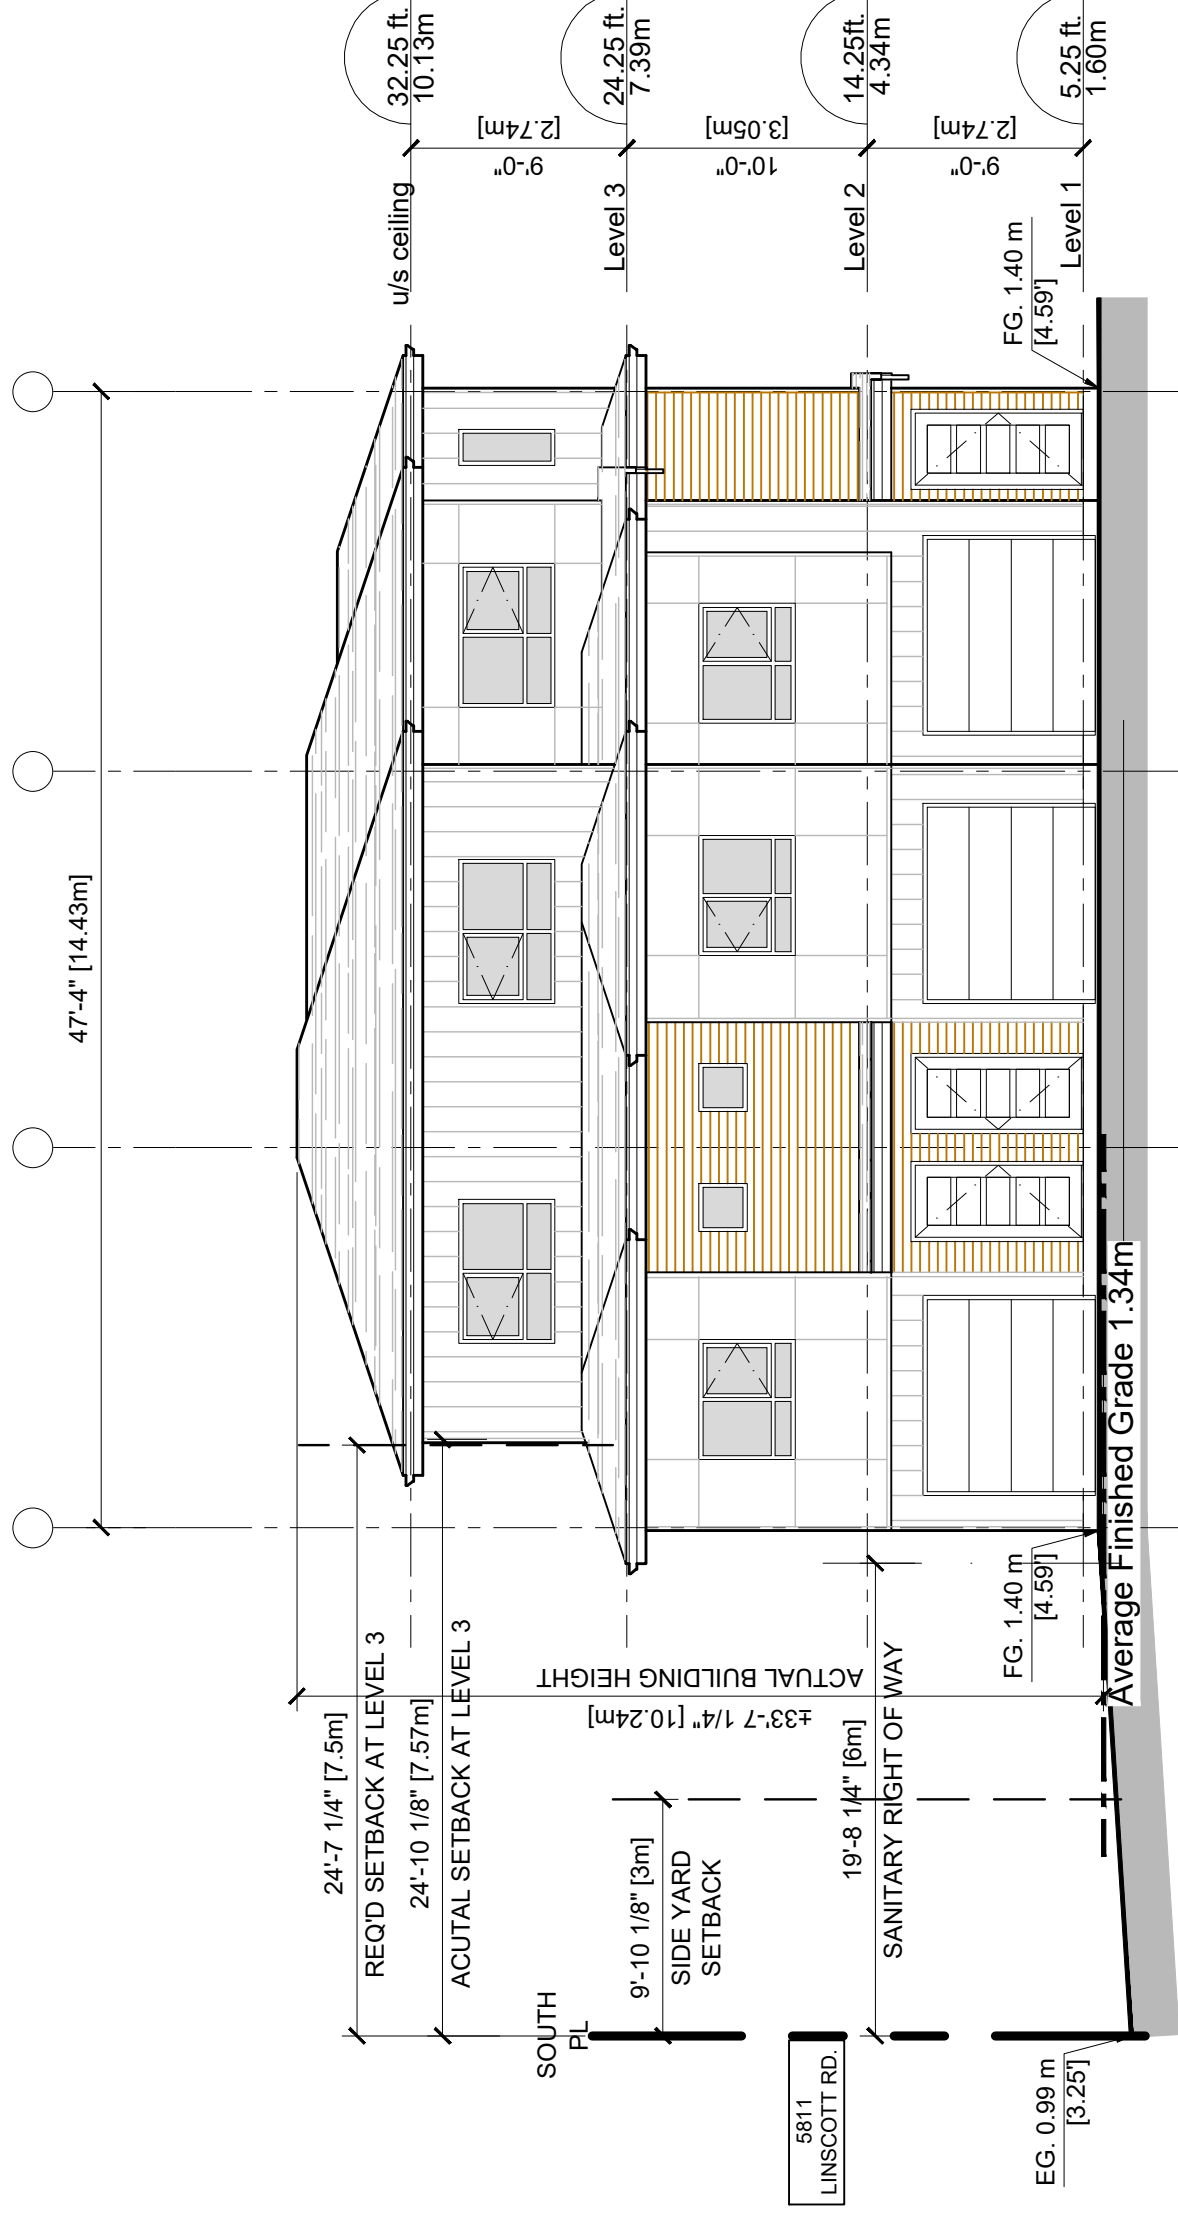 47'-4" [14.43m]
u/s ceiling
32.25 ft.
10.13m
9'-0"
[2.74m]
Level 3
24.25 ft.
7.39m
10'-0"
[3.05m]
Level 2
14.25ft.
4.34m
9'-0"
[2.74m]
Level 1
5.25 ft.
1.60m
FG. 1.40 m
[4.59']
24'-7 1/4" [7.5m]
REQ'D SETBACK AT LEVEL 3
24'-10 1/8" [7.57m]
ACUTAL SETBACK AT LEVEL 3
ACTUAL BUILDING HEIGHT
±33'-7 1/4" [10.24m]
SOUTH
PL
9'-10 1/8" [3m]
SIDE YARD
SETBACK
19'-8 1/4" [6m]
SANITARY RIGHT OF WAY
5811
LINSCOTT RD.
FG. 1.40 m
[4.59']
EG. 0.99 m
[3.25']
Average Finished Grade 1.34m